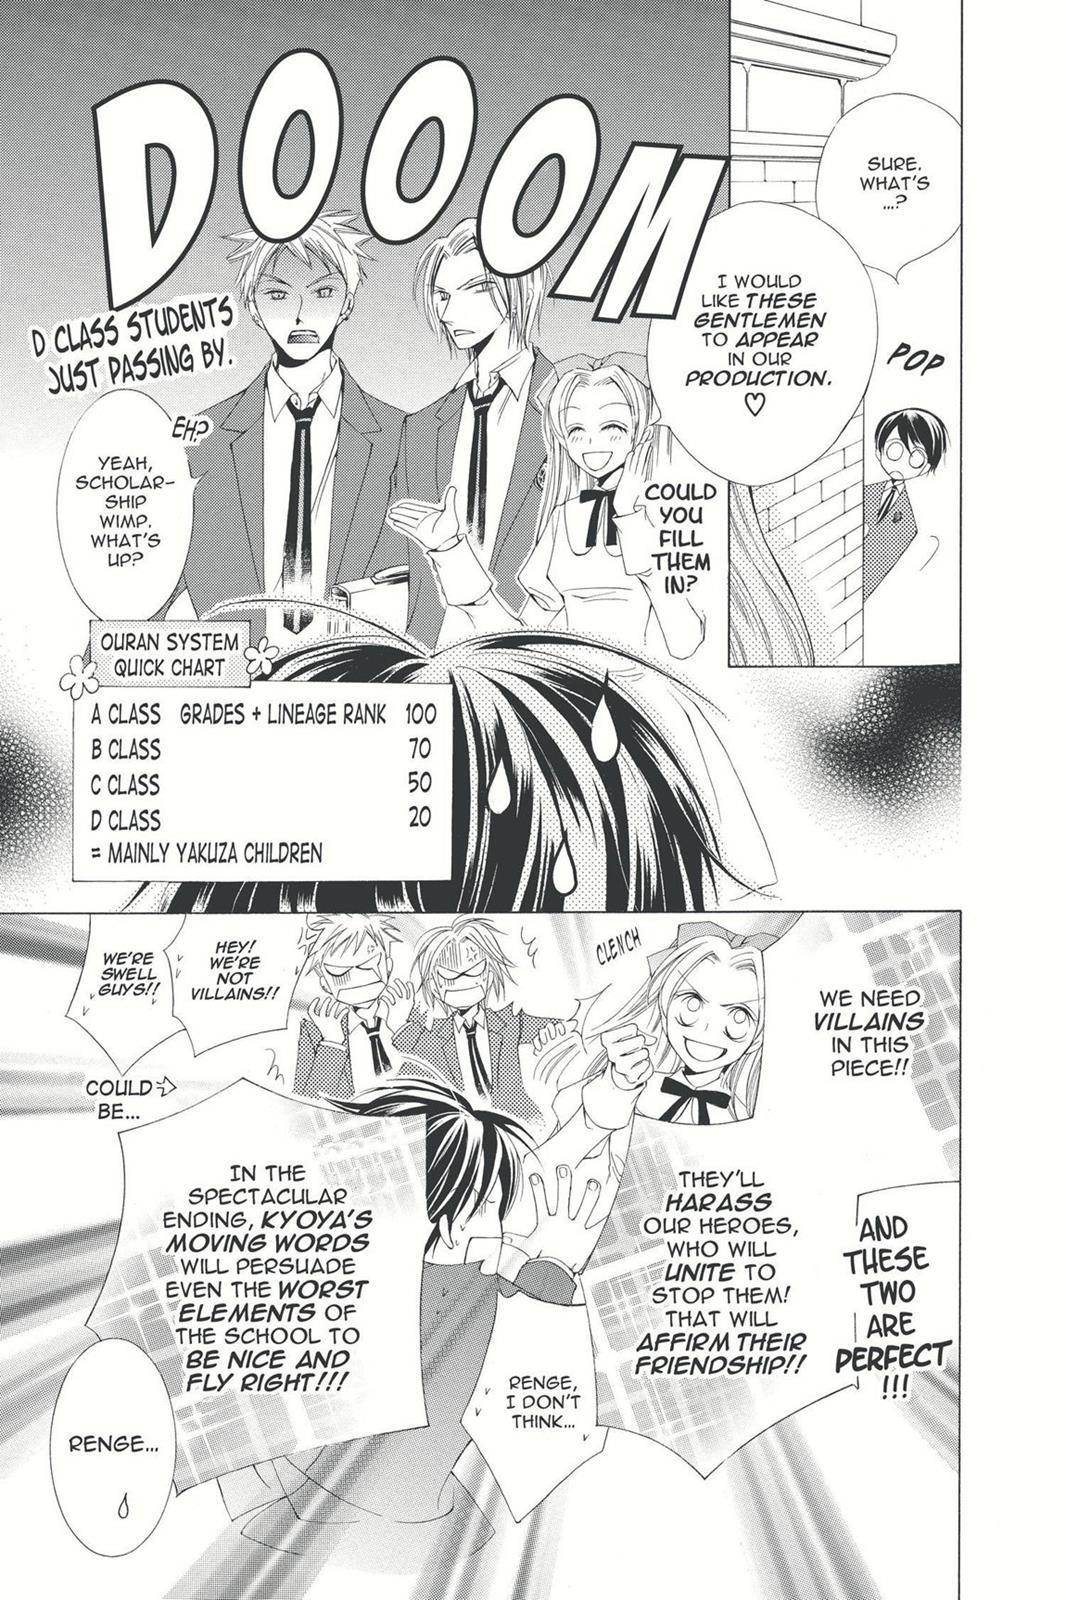 SURE.
WHAT'S
...?
POP
I WOULD
LIKE THESE
GENTLEMEN
TO APPEAR
IN OUR
PRODUCTION.
♡
COULD
YOU
FILL
THEM
IN?
DOOOM
D CLASS STUDENTS
JUST PASSING BY.
EH?
YEAH,
SCHOLAR-
SHIP
WIMP.
WHAT'S
UP?
OURAN SYSTEM
QUICK CHART
A CLASS GRADES + LINEAGE RANK 100
B CLASS 70
C CLASS 50
D CLASS 20
= MAINLY YAKUZA CHILDREN
WE NEED
VILLAINS
IN THIS
PIECE!!
CLENCH
HEY!
WE'RE
NOT
VILLAINS!!
WE'RE
SWELL
GUYS!!
COULD
BE...
AND
THESE
TWO
ARE
PERFECT
!!!
THEY'LL
HARASS
OUR HEROES,
WHO WILL
UNITE TO
STOP THEM!
THAT WILL
AFFIRM THEIR
FRIENDSHIP!!
RENGE,
I DON'T
THINK...
IN THE
SPECTACULAR
ENDING, KYOYA'S
MOVING WORDS
WILL PERSUADE
EVEN THE WORST
ELEMENTS OF
THE SCHOOL TO
BE NICE AND
FLY RIGHT!!!
RENGE...